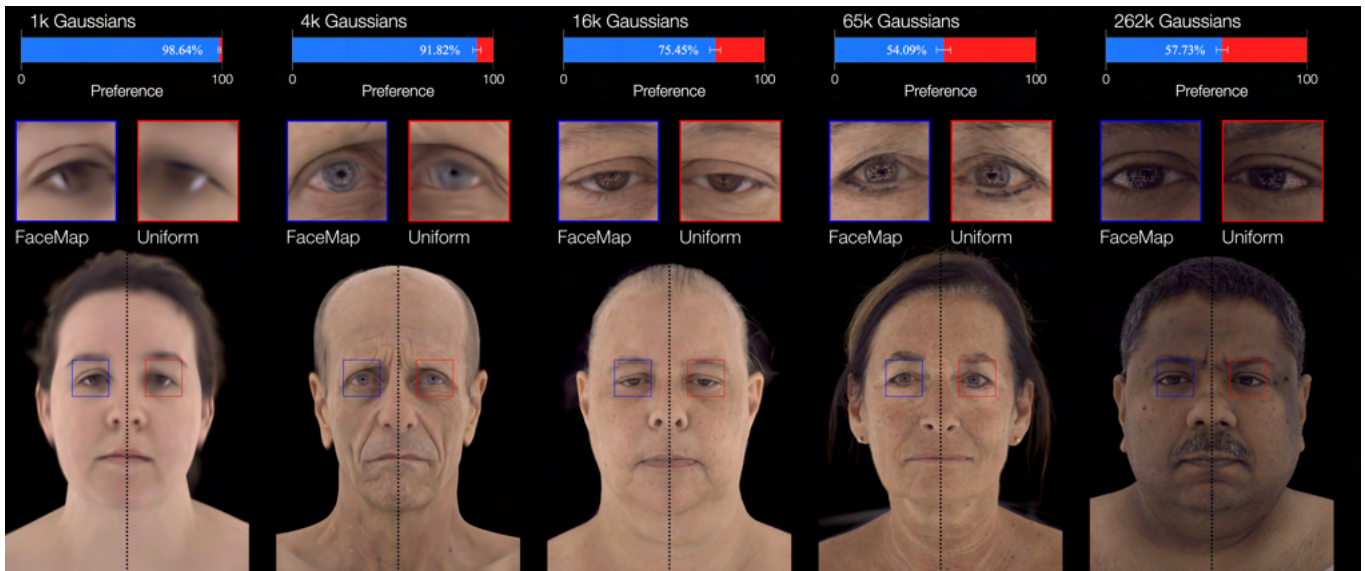 1k Gaussians
98.64%
0 100
Preference
FaceMap Uniform
4k Gaussians
91.82%
0 100
Preference
FaceMap Uniform
16k Gaussians
75.45%
0 100
Preference
FaceMap Uniform
65k Gaussians
54.09%
0 100
Preference
FaceMap Uniform
262k Gaussians
57.73%
0 100
Preference
FaceMap Uniform